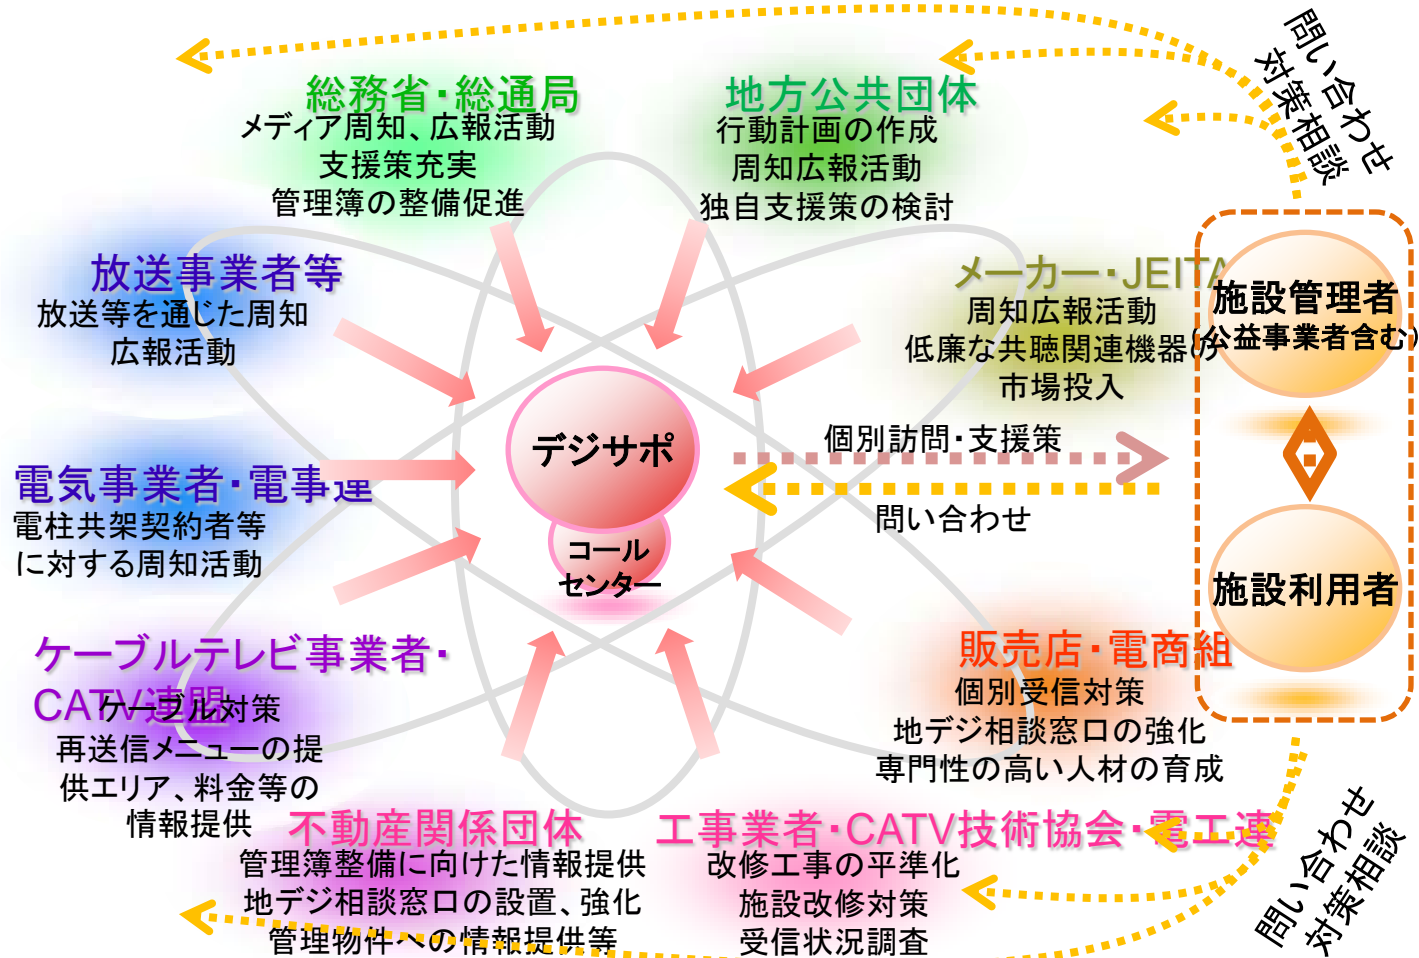 問い合わせ
対策相談
総務省・総通局
メディア周知、広報活動
支援策充実
管理簿の整備促進
地方公共団体
行動計画の作成
周知広報活動
独自支援策の検討
放送事業者等
放送等を通じた周知
広報活動
メーカー・JEITA
周知広報活動
低廉な共聴関連機器の
市場投入
施設管理者
(公益事業者含む)
デジサポ
コール
センター
個別訪問・支援策
問い合わせ
電気事業者・電事連
電柱共架契約者等
に対する周知活動
施設利用者
ケーブルテレビ事業者・
CATV連盟
ケーブル対策
再送信メニューの提
供エリア、料金等の
情報提供
販売店・電商組
個別受信対策
地デジ相談窓口の強化
専門性の高い人材の育成
不動産関係団体
管理簿整備に向けた情報提供
地デジ相談窓口の設置、強化
管理物件への情報提供等
工事業者・CATV技術協会・電工連
改修工事の平準化
施設改修対策
受信状況調査
問い合わせ
対策相談